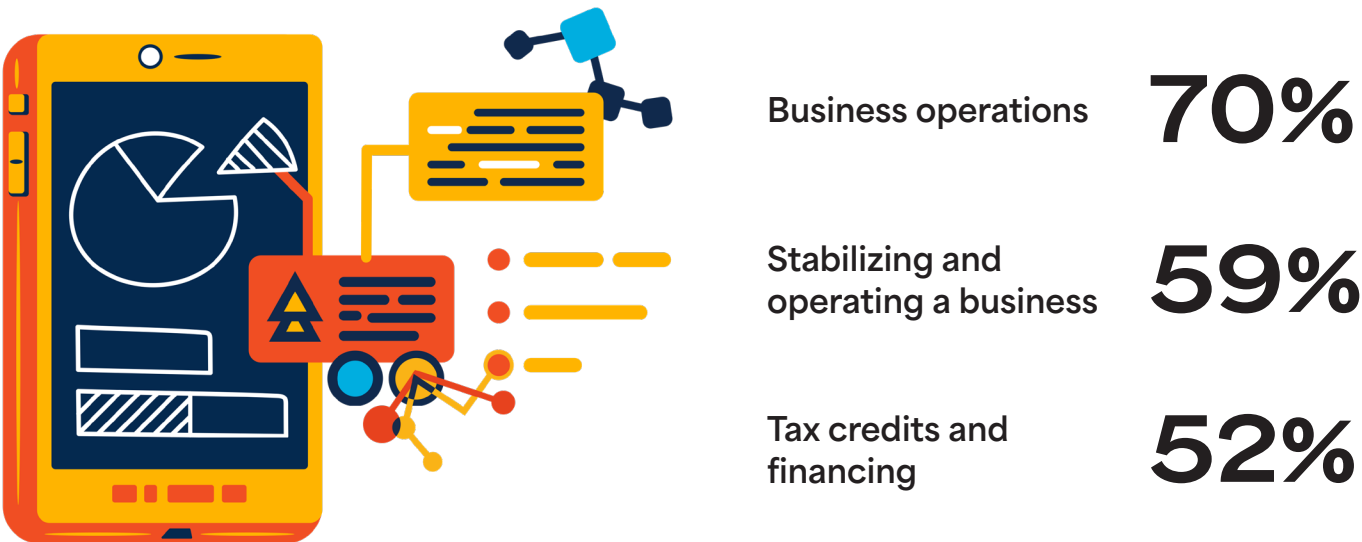 Business operations 70%
Stabilizing and
operating a business 59%
Tax credits and
financing 52%